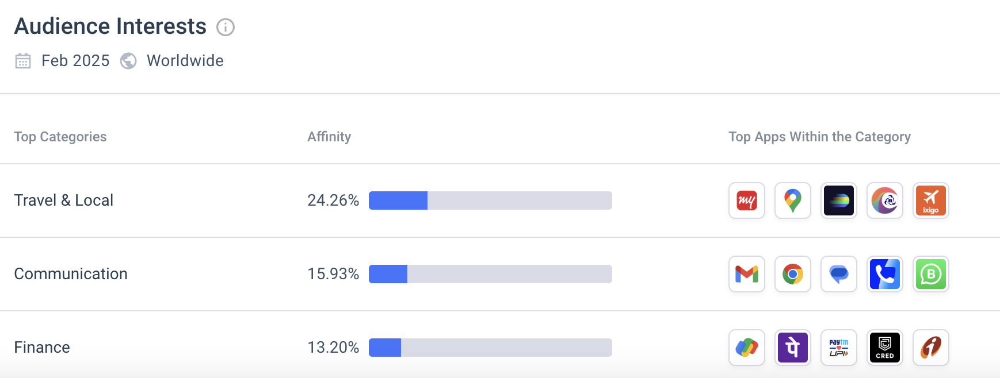 Audience Interests
Feb 2025 Worldwide
Top Categories Affinity Top Apps Within the Category
Travel & Local 24.26% my ixigo
Communication 15.93% B
Finance 13.20% पे paytm UPI CRED i